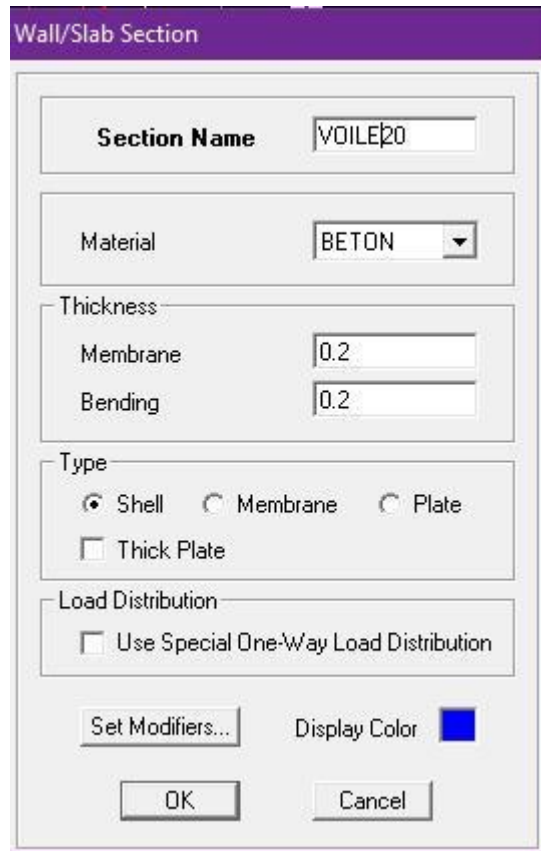 Wall/Slab Section
Section Name VOILE20
Material BETON
Thickness
Membrane 0.2
Bending 0.2
Type
Shell Membrane Plate
Thick Plate
Load Distribution
Use Special One-Way Load Distribution
Set Modifiers... Display Color
OK Cancel